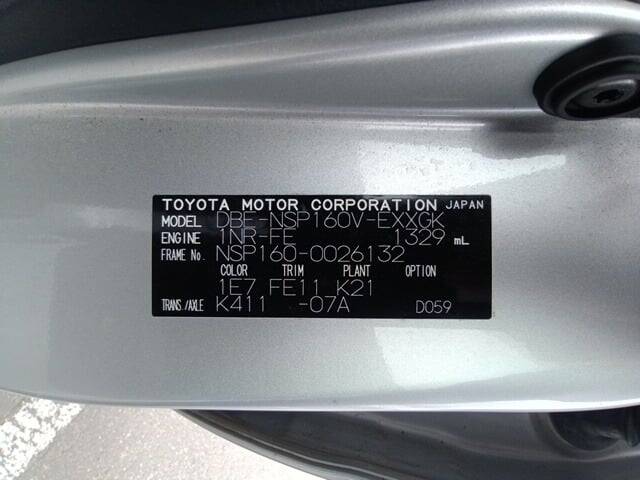 TOYOTA MOTOR CORPORATION JAPAN
MODEL DBE-NSP160V-EXXGK
ENGINE 1NR-FE 1329 mL
FRAME No. NSP160-0026132
COLOR TRIM PLANT OPTION
1E7 FE11 K21
TRANS./AXLE K411 -07A D059